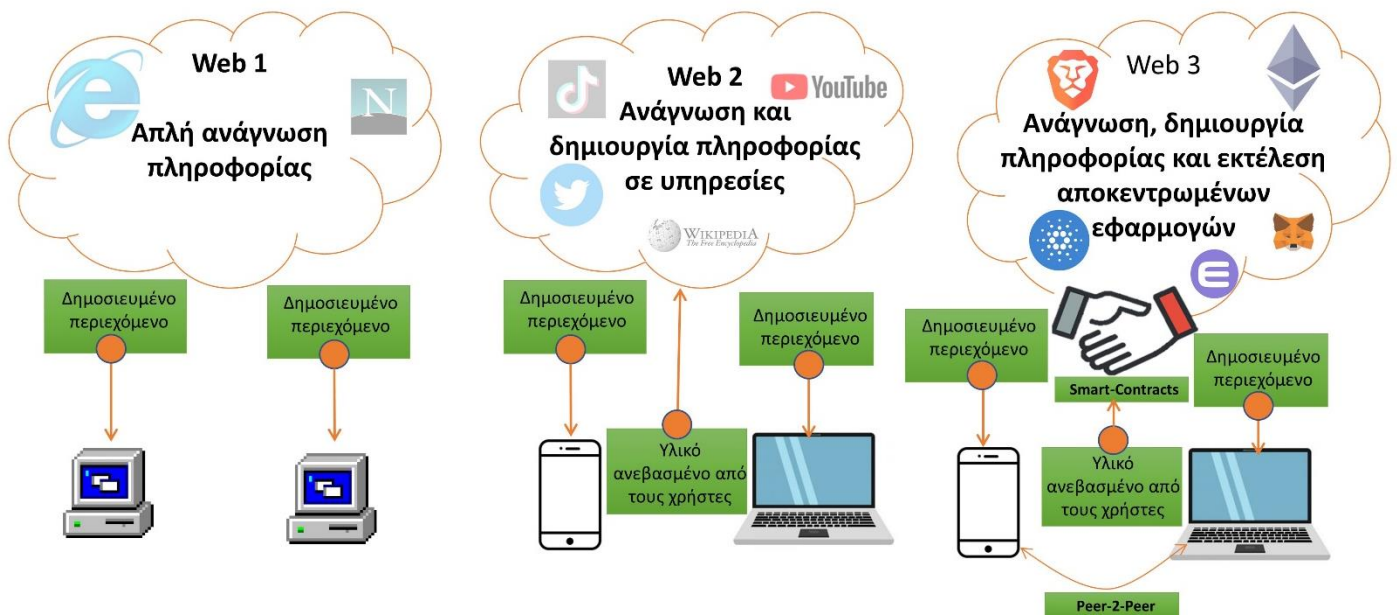 Web 1
N
Απλή ανάγνωση
πληροφορίας
Δημοσιευμένο
περιεχόμενο
Δημοσιευμένο
περιεχόμενο
Web 2
YouTube
Ανάγνωση και
δημιουργία πληροφορίας
σε υπηρεσίες
WIKIPEDIA
The Free Encyclopedia
Δημοσιευμένο
περιεχόμενο
Δημοσιευμένο
περιεχόμενο
Υλικό
ανεβασμένο από
τους χρήστες
Web 3
Ανάγνωση, δημιουργία
πληροφορίας και εκτέλεση
αποκεντρωμένων
εφαρμογών
Δημοσιευμένο
περιεχόμενο
Smart-Contracts
Δημοσιευμένο
περιεχόμενο
Υλικό
ανεβασμένο από
τους χρήστες
Peer-2-Peer